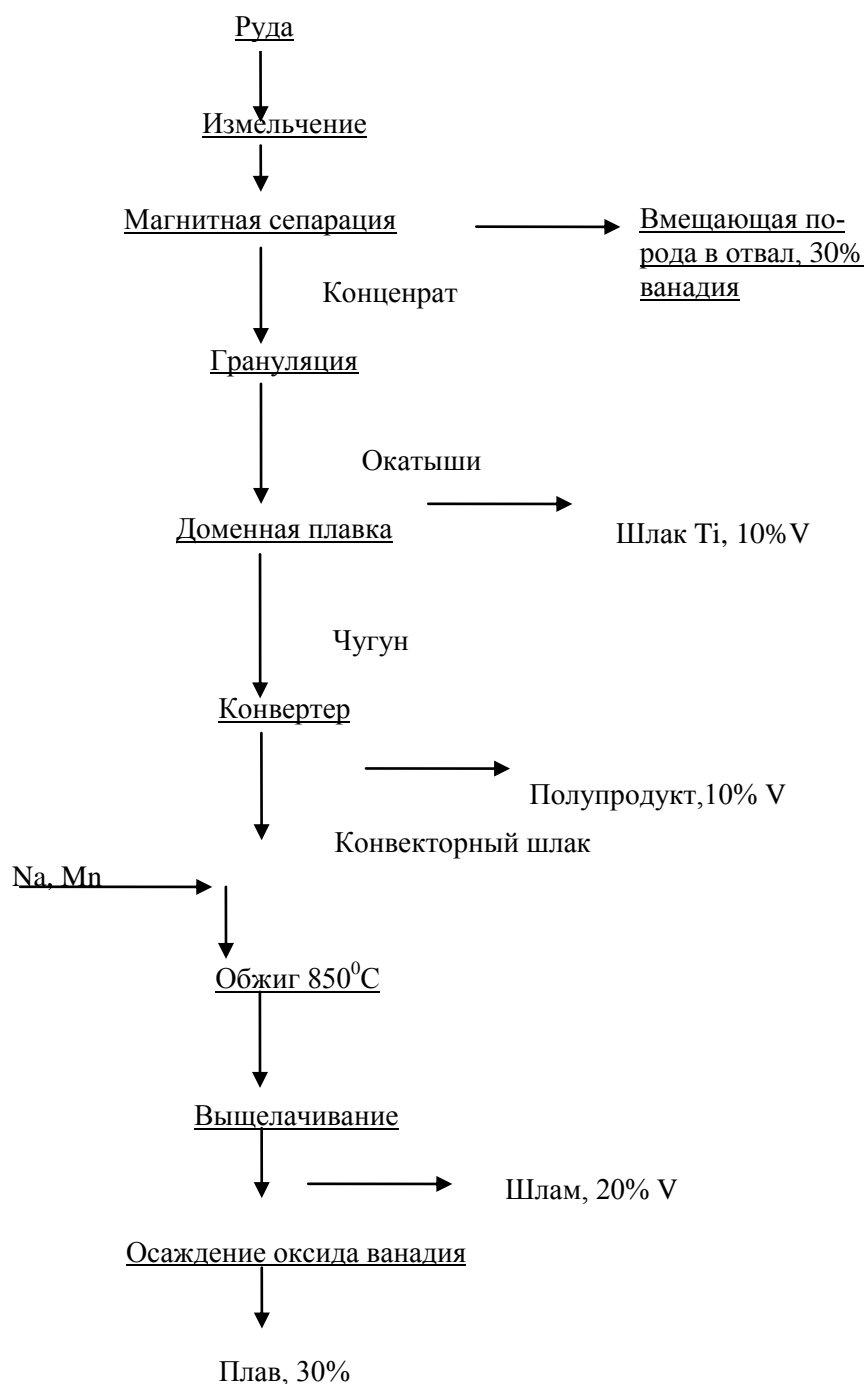 Руда
Измельчение
Магнитная сепарация
Вмещающая по-
рода в отвал, 30%
ванадия
Конценрат
Грануляция
Окатыши
Доменная плавка
Шлак Ti, 10%V
Чугун
Конвертер
Полупродукт,10% V
Конвекторный шлак
Na, Mn
Обжиг 850⁰С
Выщелачивание
Шлам, 20% V
Осаждение оксида ванадия
Плав, 30%